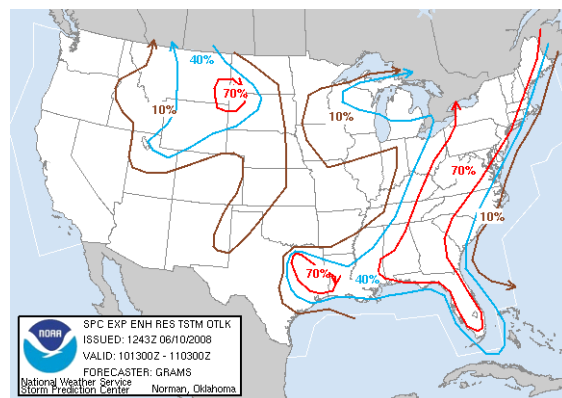 40%
70%
10%
10%
70%
10%
70%
40%
NOAA
SPC EXP ENH RES TSTM OTLK
ISSUED: 1243Z 06/10/2008
VALID: 101300Z - 110300Z
FORECASTER: GRAMS
National Weather Service
Storm Prediction Center Norman, Oklahoma